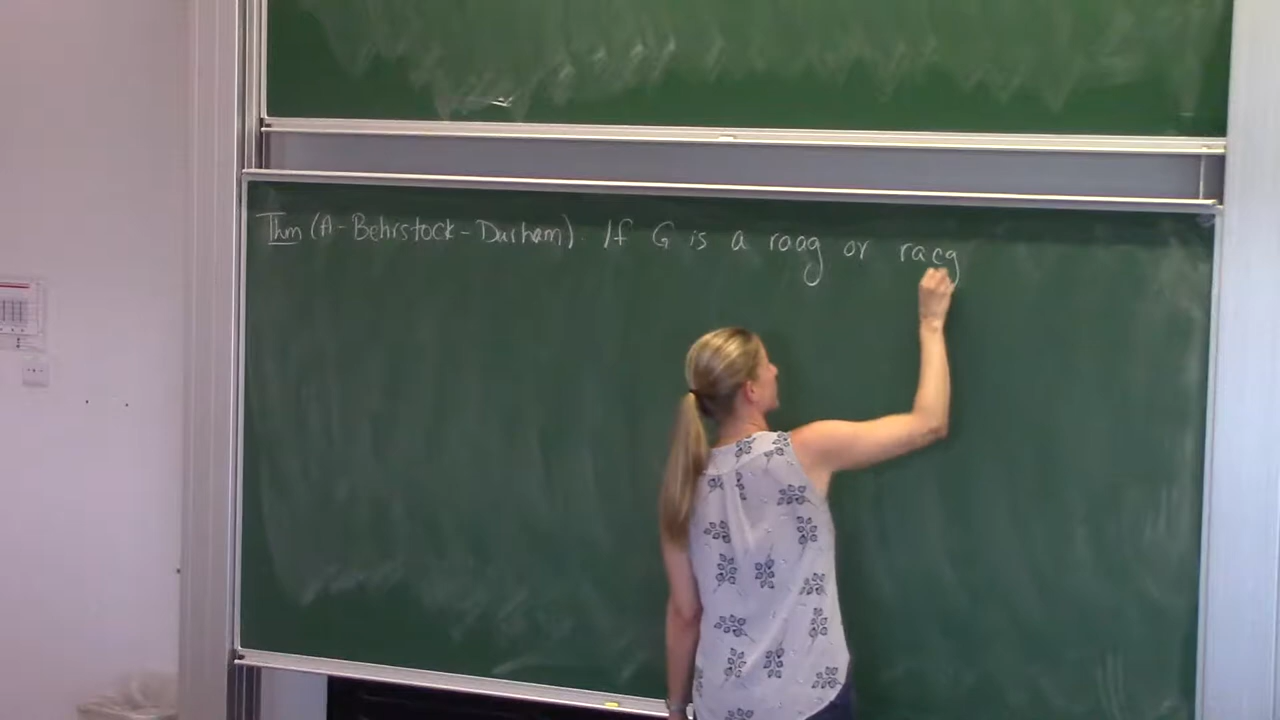 Thm (A - Behrstock - Durham). If G is a raag or racg